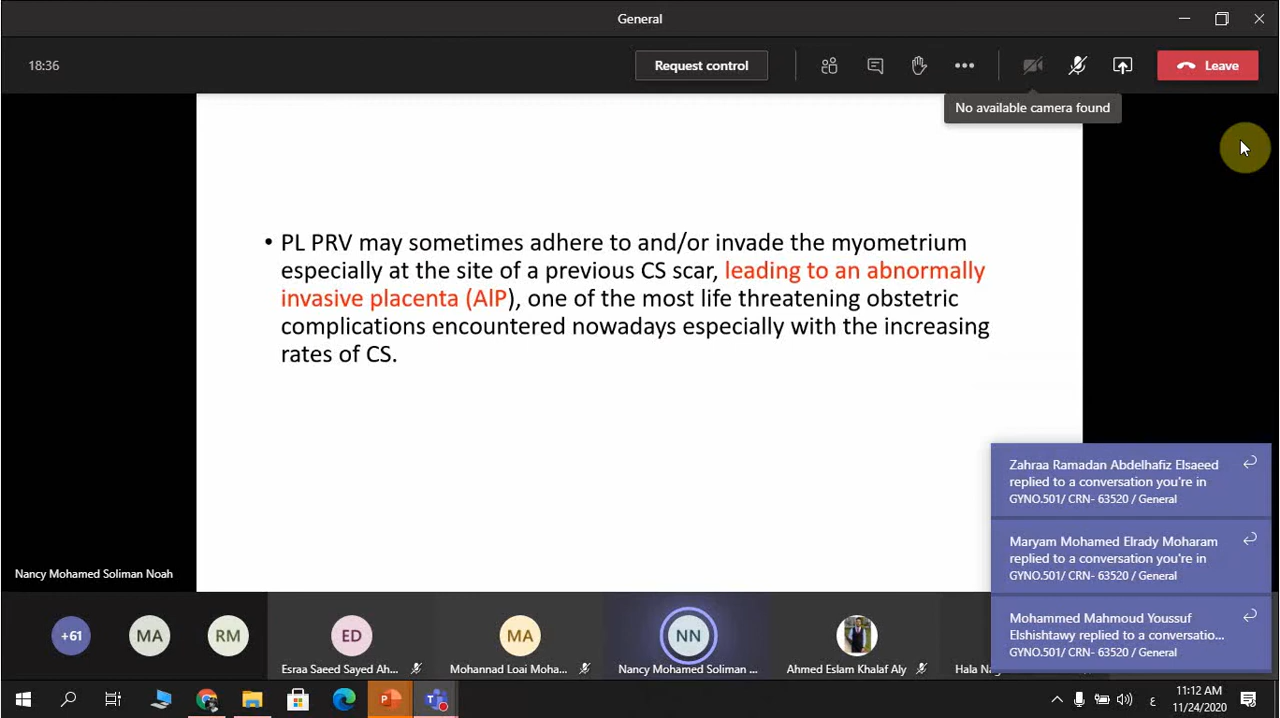 General
18:36
Request control
Leave
No available camera found
• PL PRV may sometimes adhere to and/or invade the myometrium
especially at the site of a previous CS scar, leading to an abnormally
invasive placenta (AlP), one of the most life threatening obstetric
complications encountered nowadays especially with the increasing
rates of CS.
Zahraa Ramadan Abdelhafiz Elsaeed
replied to a conversation you're in
GYNO.501/ CRN- 63520 / General
Maryam Mohamed Elrady Moharam
replied to a conversation you're in
GYNO.501/ CRN- 63520 / General
Mohammed Mahmoud Youssuf
Elshishtawy replied to a conversatio...
GYNO.501/ CRN- 63520 / General
Nancy Mohamed Soliman Noah
+61
MA
RM
ED
MA
NN
Esraa Saeed Sayed Ah...
Mohannad Loai Moha...
Nancy Mohamed Soliman ...
Ahmed Eslam Khalaf Aly
Hala Na
ع
11:12 AM
11/24/2020